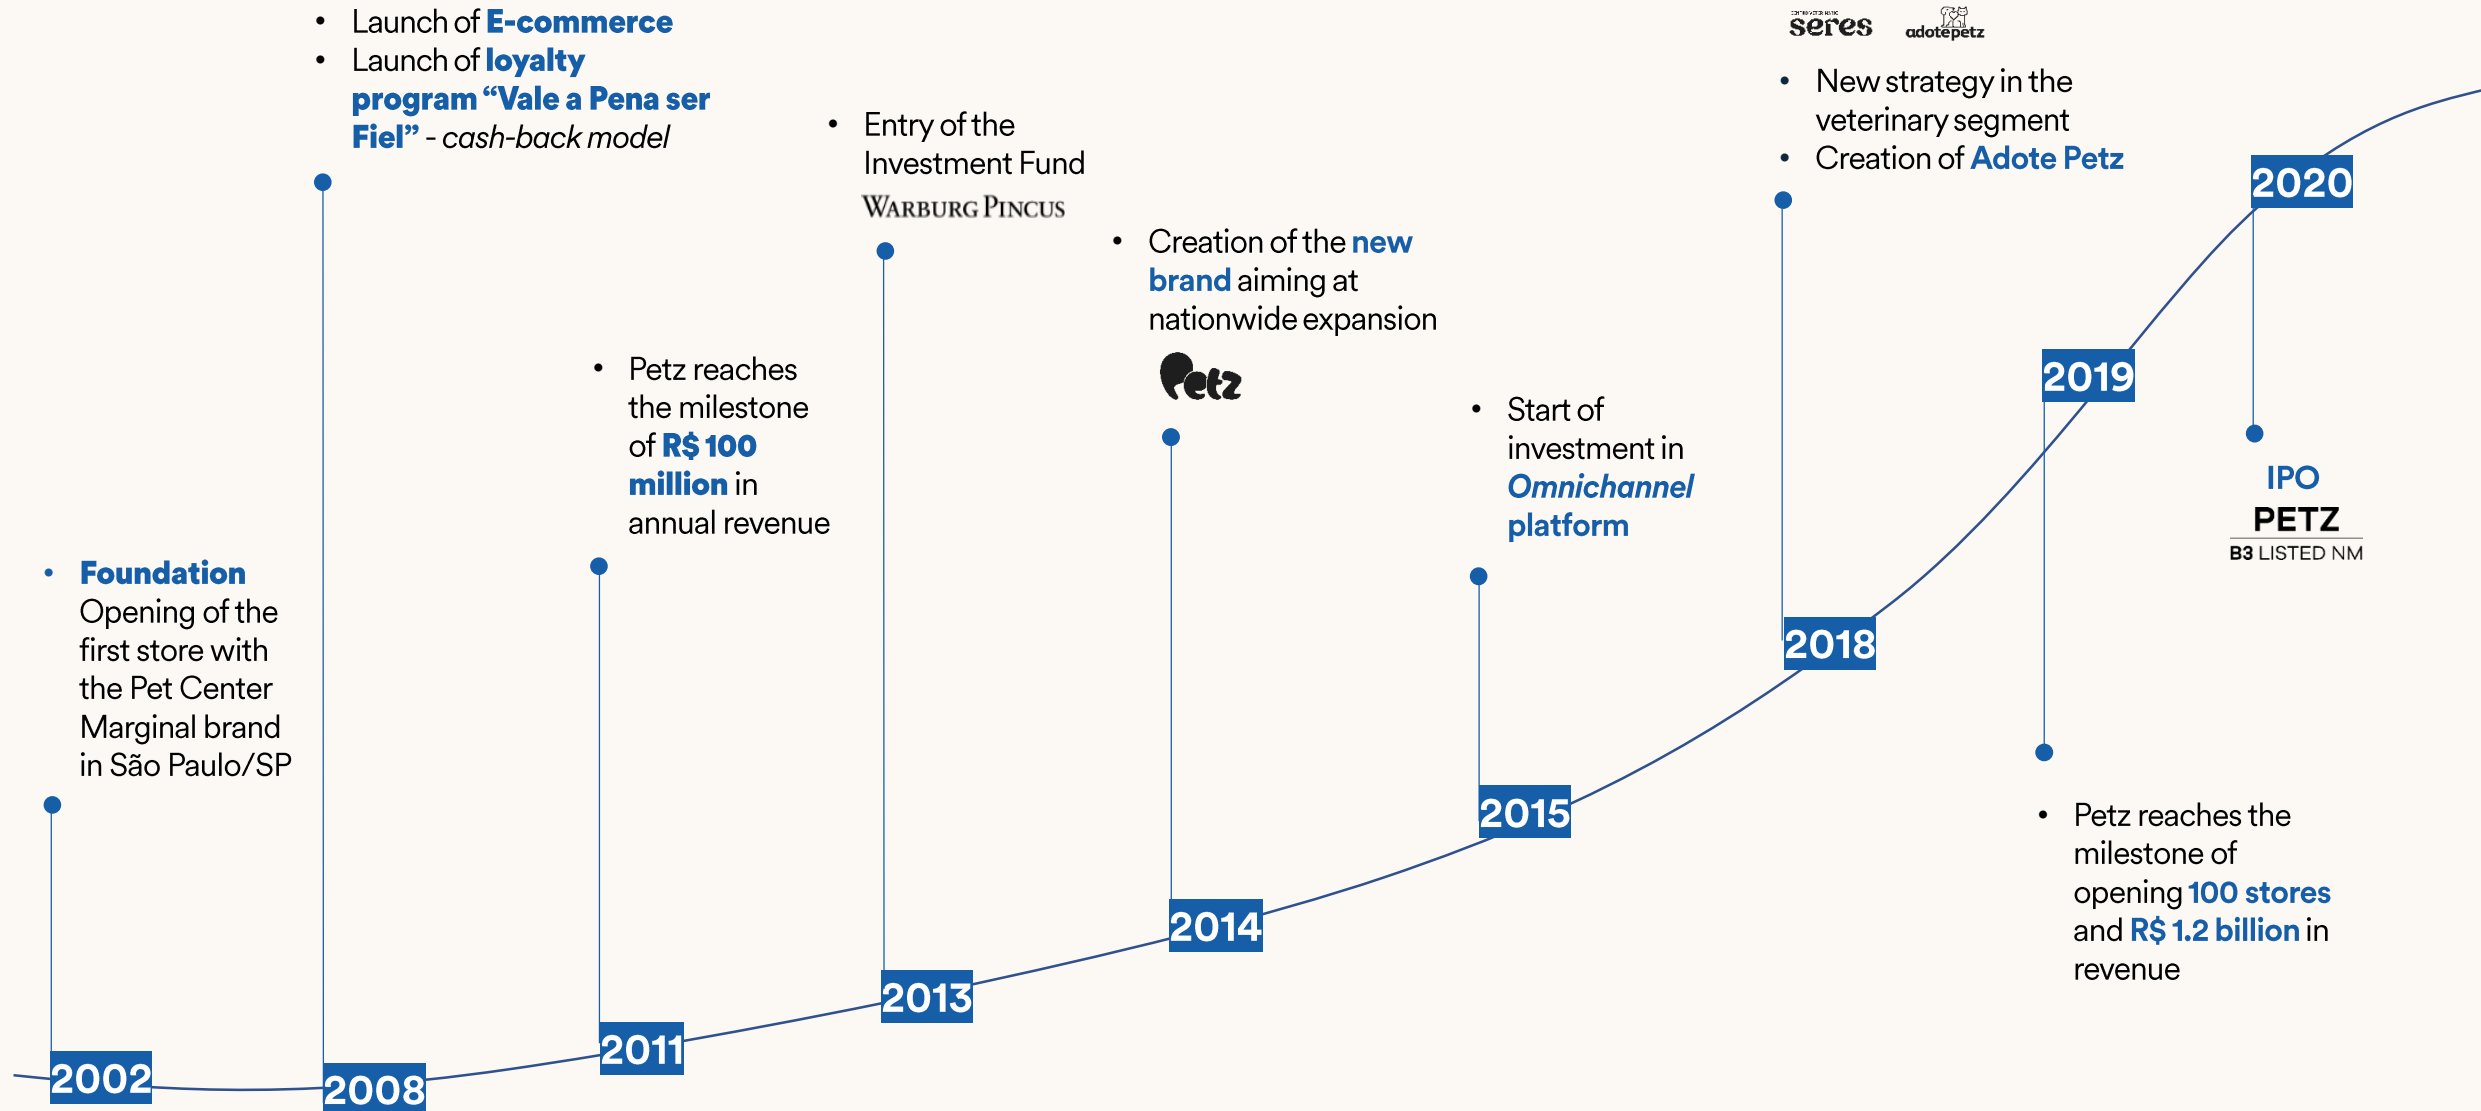 • Launch of E-commerce
• Launch of loyalty
program “Vale a Pena ser
Fiel” - cash-back model
• Entry of the
Investment Fund
WARBURG PINCUS
• Creation of the new
brand aiming at
nationwide expansion
Petz
CENTRO VETERINÁRIO
seres
adotepetz
• New strategy in the
veterinary segment
• Creation of Adote Petz
• Petz reaches
the milestone
of R$ 100
million in
annual revenue
• Start of
investment in
Omnichannel
platform
• Foundation
Opening of the
first store with
the Pet Center
Marginal brand
in São Paulo/SP
IPO
PETZ
B3 LISTED NM
• Petz reaches the
milestone of
opening 100 stores
and R$ 1.2 billion in
revenue
2002
2008
2011
2013
2014
2015
2018
2019
2020